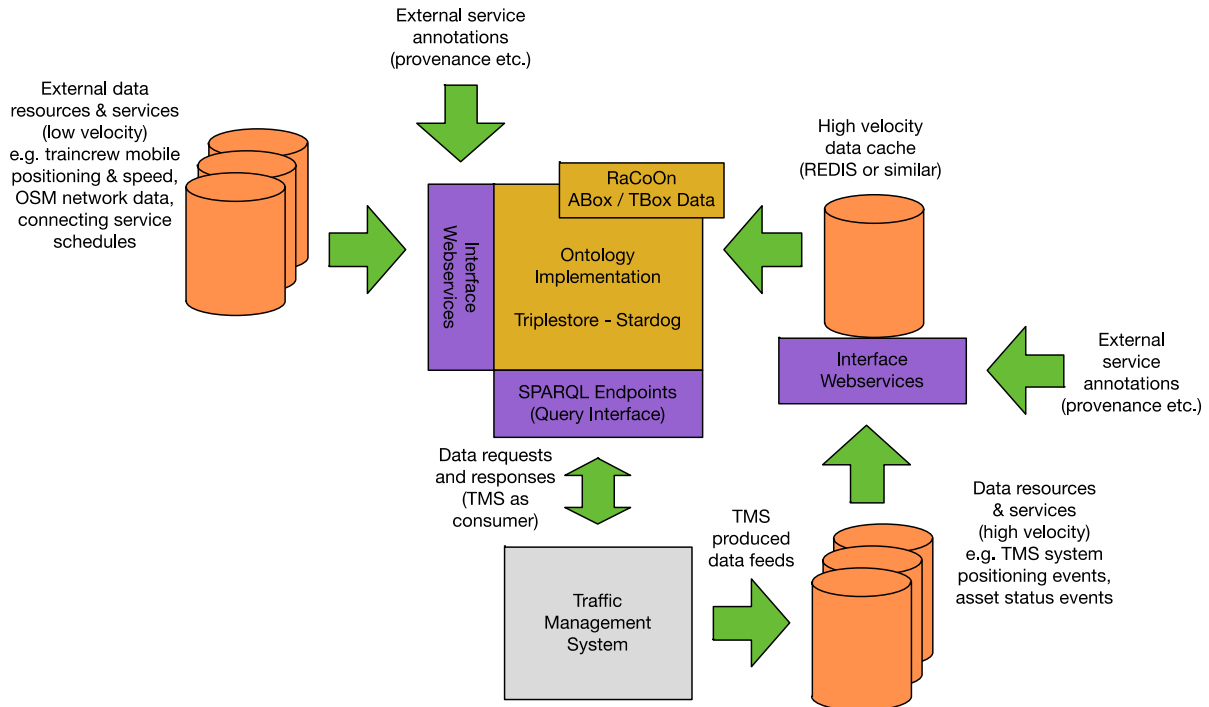 External service
annotations
(provenance etc.)
External data
resources & services
(low velocity)
e.g. traincrew mobile
positioning & speed,
OSM network data,
connecting service
schedules
High velocity
data cache
(REDIS or similar)
RaCoOn
ABox / TBox Data
Interface
Webservices
Ontology
Implementation
Triplestore - Stardog
SPARQL Endpoints
(Query Interface)
Interface
Webservices
External
service
annotations
(provenance etc.)
Data requests
and responses
(TMS as
consumer)
TMS
produced
data feeds
Data resources
& services
(high velocity)
e.g. TMS system
positioning events,
asset status events
Traffic
Management
System